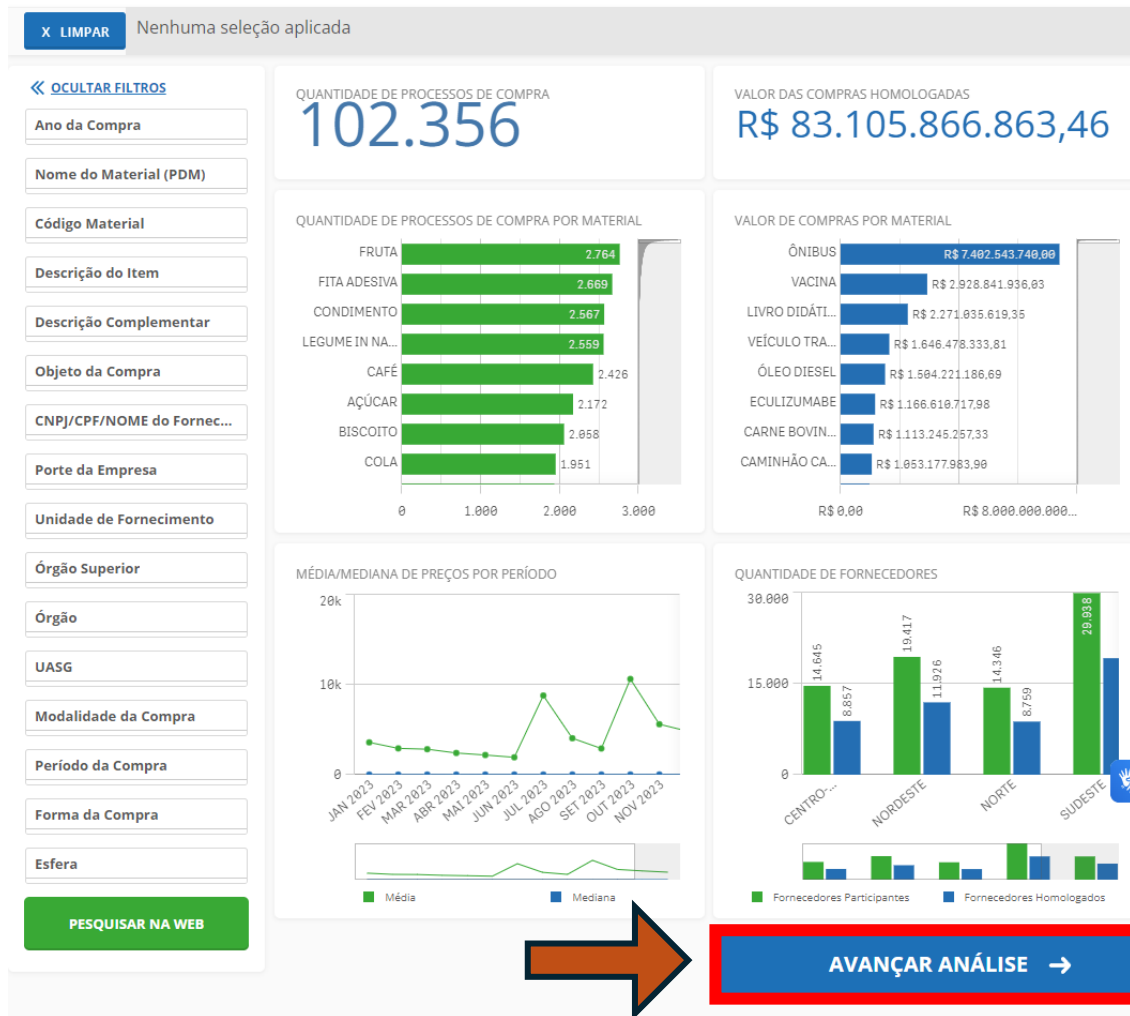 X LIMPAR
Nenhuma seleção aplicada
OCULTAR FILTROS
Ano da Compra
Nome do Material (PDM)
Código Material
Descrição do Item
Descrição Complementar
Objeto da Compra
CNPJ/CPF/NOME do Fornec...
Porte da Empresa
Unidade de Fornecimento
Órgão Superior
Órgão
UASG
Modalidade da Compra
Período da Compra
Forma da Compra
Esfera
PESQUISAR NA WEB
QUANTIDADE DE PROCESSOS DE COMPRA
102.356
VALOR DAS COMPRAS HOMOLOGADAS
R$ 83.105.866.863,46
QUANTIDADE DE PROCESSOS DE COMPRA POR MATERIAL
FRUTA 2.764
FITA ADESIVA 2.669
CONDIMENTO 2.567
LEGUME IN NA... 2.559
CAFÉ 2.426
AÇÚCAR 2.172
BISCOITO 2.058
COLA 1.951
0 1.000 2.000 3.000
VALOR DE COMPRAS POR MATERIAL
ÔNIBUS R$ 7.402.543.740,00
VACINA R$ 2.928.841.936,03
LIVRO DIDÁTI... R$ 2.271.035.619,35
VEÍCULO TRA... R$ 1.646.478.333,81
ÓLEO DIESEL R$ 1.504.221.186,69
ECULIZUMABE R$ 1.166.610.717,98
CARNE BOVIN... R$ 1.113.245.257,33
CAMINHÃO CA... R$ 1.053.177.983,90
R$ 0,00 R$ 8.000.000.000...
MÉDIA/MEDIANA DE PREÇOS POR PERÍODO
20k
10k
0
JAN 2023 FEV 2023 MAR 2023 ABR 2023 MAI 2023 JUN 2023 JUL 2023 AGO 2023 SET 2023 OUT 2023 NOV 2023
Média Mediana
QUANTIDADE DE FORNECEDORES
30.000
15.000
0
14.645 8.857 19.417 11.926 14.346 8.759 29.938
CENTRO-... NORDESTE NORTE SUDESTE
Fornecedores Participantes Fornecedores Homologados
AVANÇAR ANÁLISE